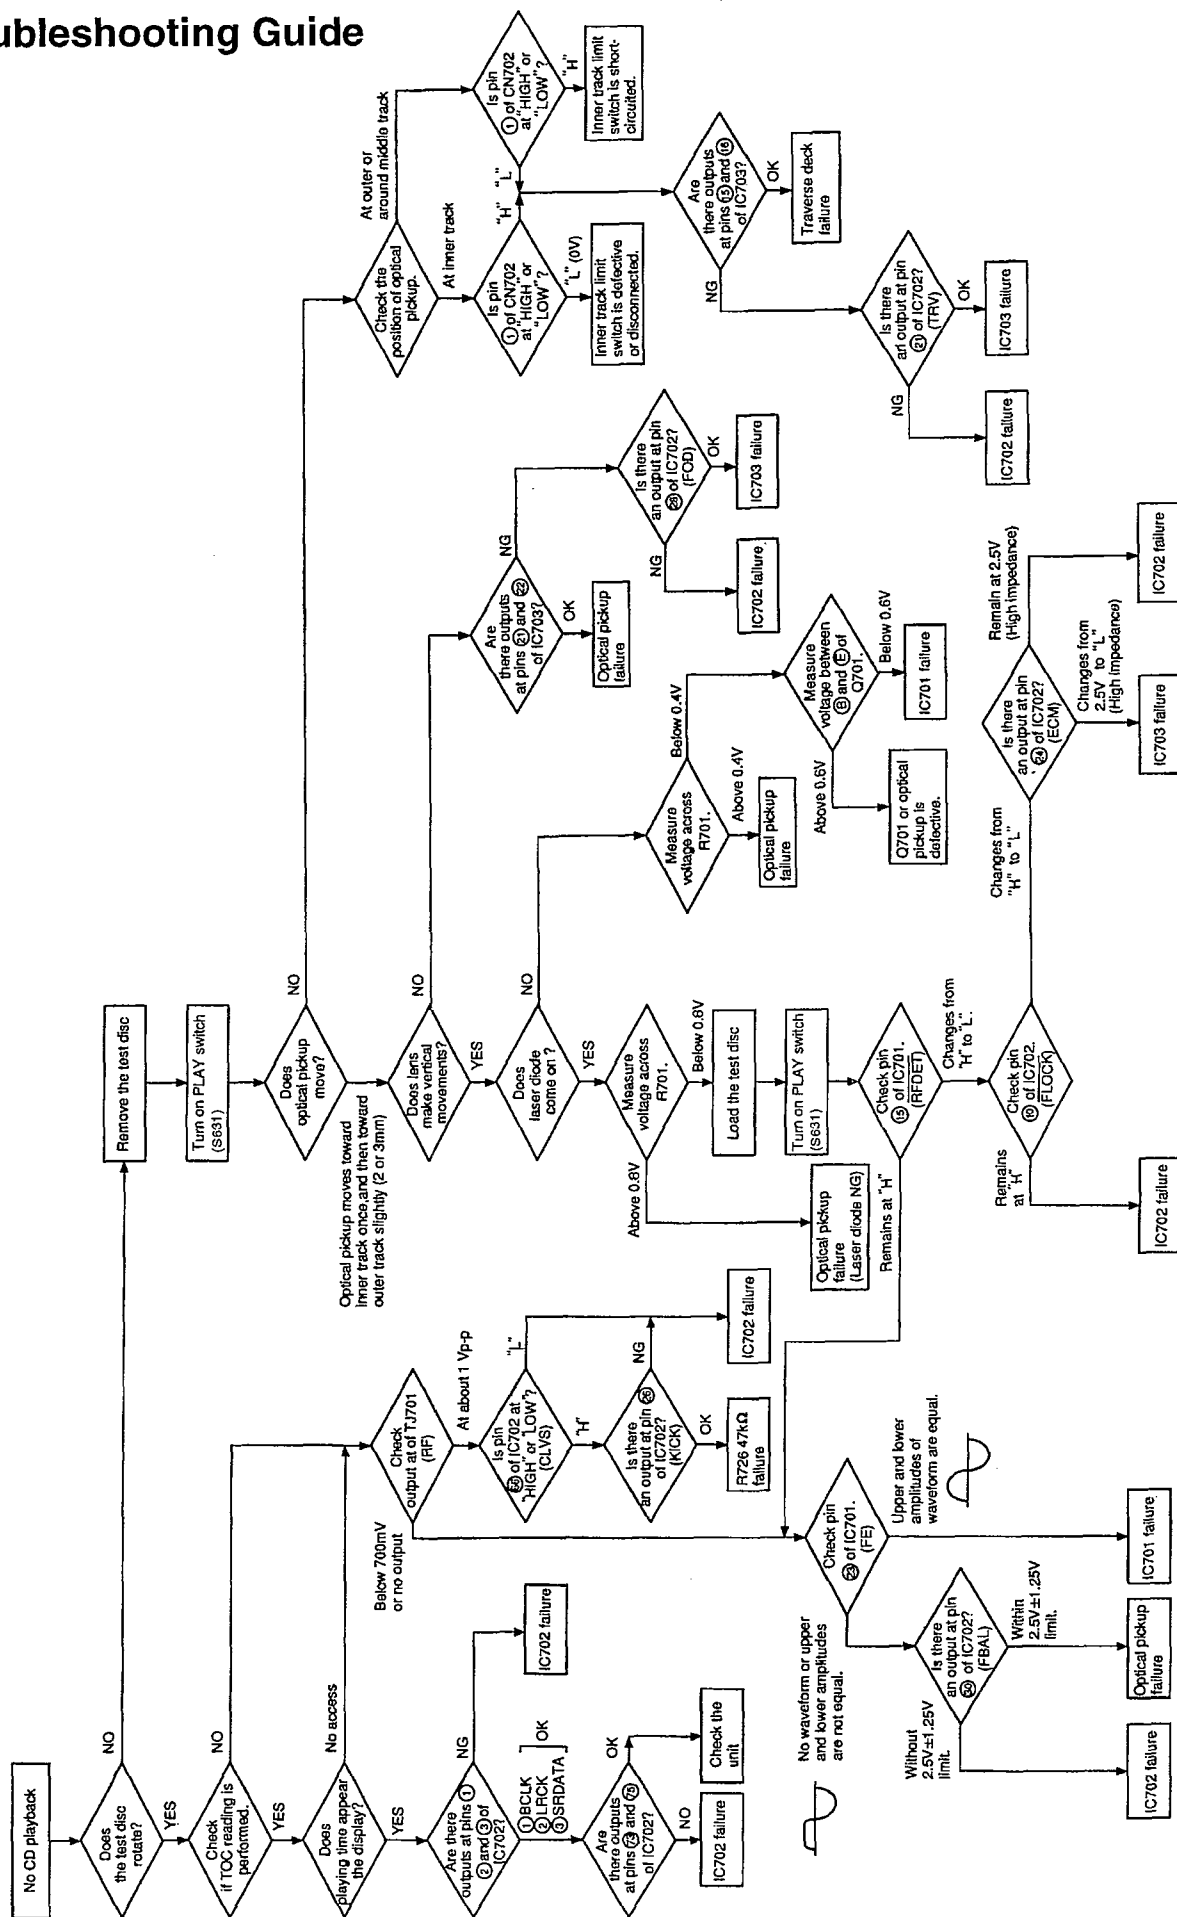 ubleshooting Guide
No CD playback
Does
the test disc
rotate?
NO
YES
Check
if TOC reading is
performed.
NO
YES
Does
playing time appear
the display?
No access
YES
Are there
outputs at pins ①
② and ③ of
IC702?
NG
IC702 failure
① BCLK
② LRCK
③ SRDATA
OK
Are
there outputs
at pins ㉔ and ㉕
of IC702?
OK
Check the
unit
NO
IC702 failure
Check
output at of TJ701
(RF)
Below 700mV
or no output
At about 1 Vp-p
Is pin
of IC702 at
"HIGH" or "LOW"?
(CLVS)
"L"
"H"
Is there
an output at pin ㉖
of IC702?
(KICK)
NG
OK
IC702 failure
R726 47kΩ
failure
Check pin
㉓ of IC701.
(FE)
No waveform or upper
and lower amplitudes
are not equal.
Upper and lower
amplitudes of
waveform are equal.
Is there
an output at pin
㉚ of IC702?
(FBAL)
Without
2.5V±1.25V
limit.
Within
2.5V±1.25V
limit.
IC702 failure
Optical pickup
failure
IC701 failure
Remove the test disc
Turn on PLAY switch
(S631)
Does
optical pickup
move?
NO
Optical pickup moves toward
inner track once and then toward
outer track slightly (2 or 3mm)
Does lens
make vertical
movements?
NO
YES
Does
laser diode
come on ?
NO
YES
Measure
voltage across
R701.
Above 0.8V
Below 0.8V
Optical pickup
failure
(Laser diode NG)
Load the test disc
Turn on PLAY switch
(S631)
Check pin
⑮ of IC701.
(RFDET)
Remains at "H"
Changes from
"H" to "L".
Check pin
of IC702.
(FLOCK)
Remains
at "H"
Changes from
"H" to "L"
IC702 failure
Is there
an output at pin
㉔ of IC702?
(ECM)
Remain at 2.5V
(High impedance)
Changes from
2.5V to "L"
(High impedance)
IC703 failure
IC702 failure
Measure
voltage across
R701.
Below 0.4V
Above 0.4V
Optical pickup
failure
Measure
voltage between
Ⓑ and Ⓔ of
Q701.
Above 0.6V
Below 0.6V
Q701 or optical
pickup is
defective.
IC701 failure
Are
there outputs
at pins ㉑ and ㉒
of IC703?
NG
OK
Optical pickup
failure
Is there
an output at pin
of IC702?
(FOD)
NG
OK
IC702 failure
IC703 failure
Check the
position of optical
pickup.
At outer or
around middle track
At inner track
Is pin
① of CN702
at "HIGH" or
"LOW"?
"H"
"L" (0V)
Inner track limit
switch is defective
or disconnected.
Is pin
① of CN702
at "HIGH" or
"LOW"?
"L"
"H"
Inner track limit
switch is short-
circuited.
Are
there outputs
at pins ⑮ and
of IC703?
NG
OK
Traverse deck
failure
Is there
an output at pin
㉑ of IC702?
(TRV)
NG
OK
IC702 failure
IC703 failure